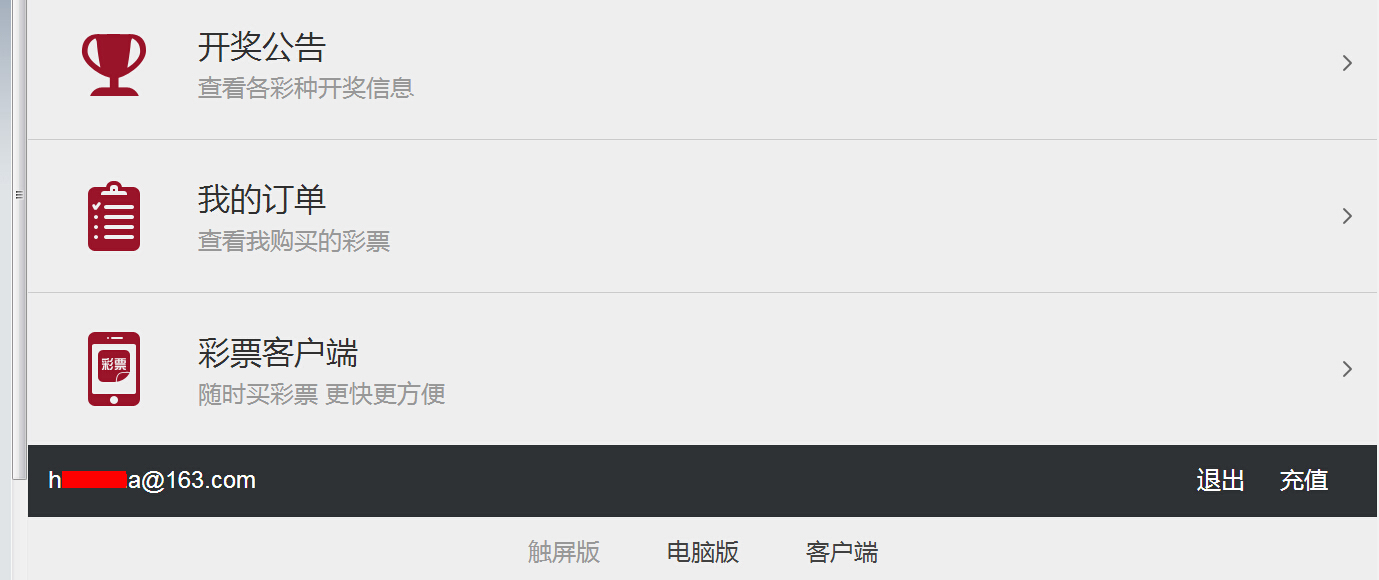 开奖公告
查看各彩种开奖信息
我的订单
查看我购买的彩票
彩票
彩票客户端
随时买彩票 更快更方便
h a@163.com 退出 充值
触屏版 电脑版 客户端